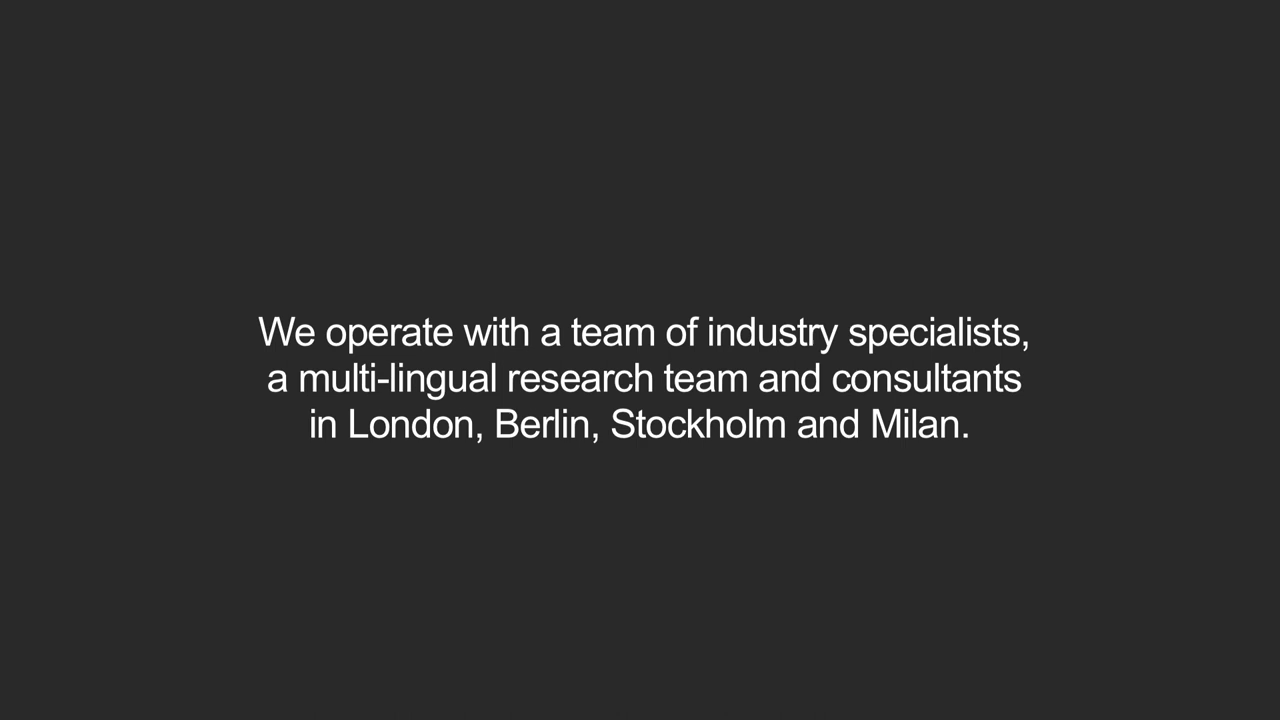 We operate with a team of industry specialists,
a multi-lingual research team and consultants
in London, Berlin, Stockholm and Milan.